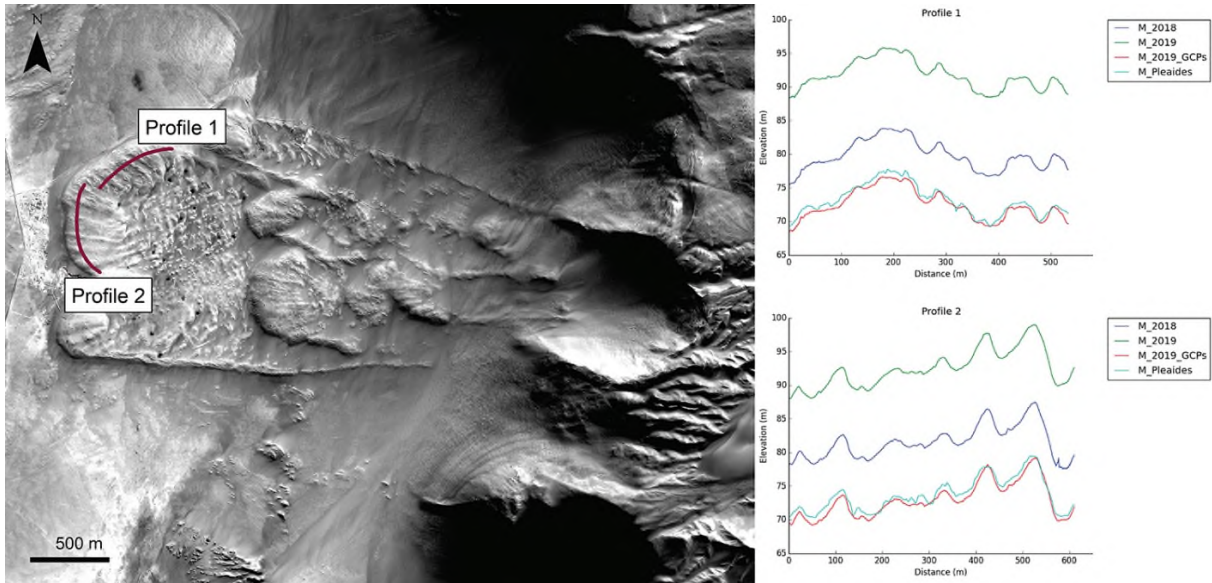 N
Profile 1
Profile 2
500 m
Profile 1
Elevation (m)
100
95
90
85
80
75
70
65
0
100
200
300
400
500
Distance (m)
M_2018
M_2019
M_2019_GCPs
M_Pleaides
Profile 2
Elevation (m)
100
95
90
85
80
75
70
65
0
100
200
300
400
500
600
Distance (m)
M_2018
M_2019
M_2019_GCPs
M_Pleaides